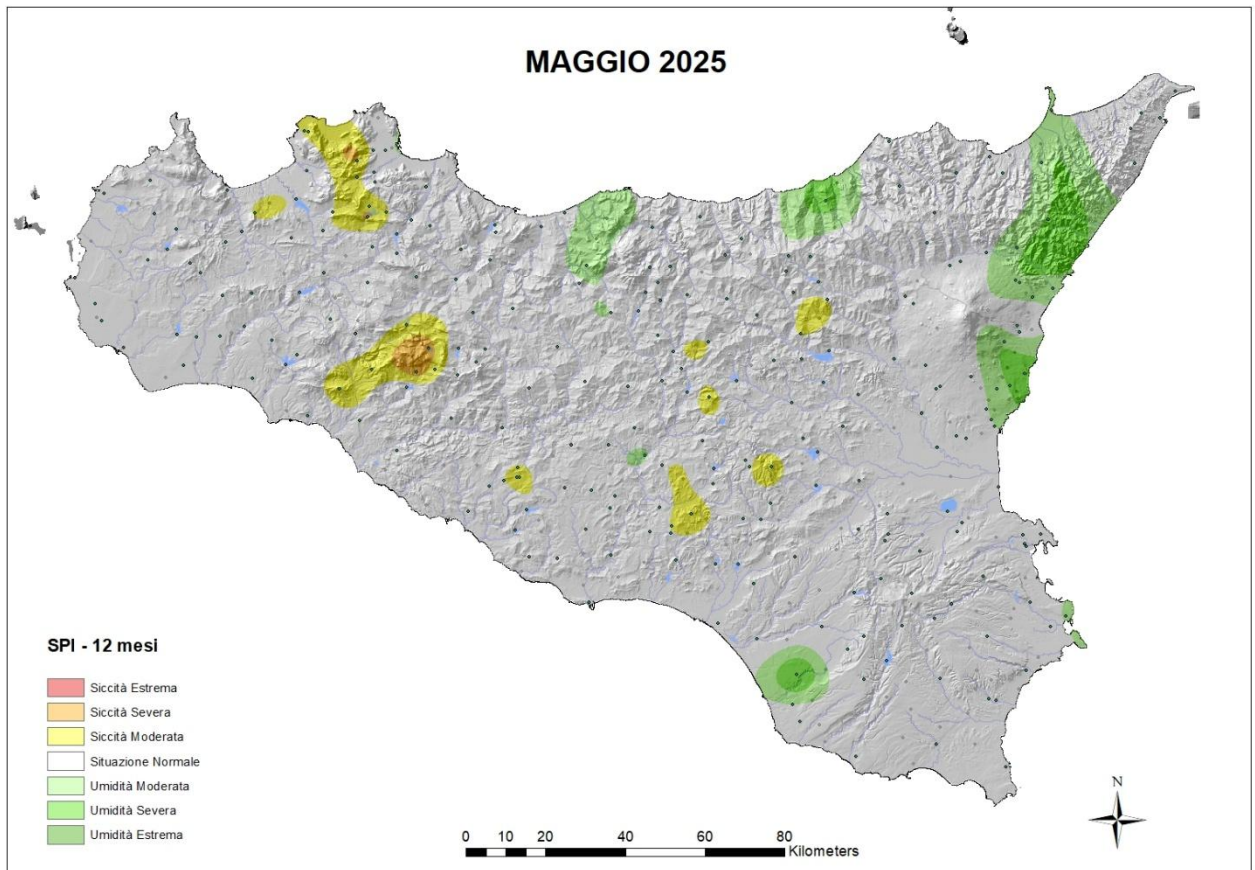 MAGGIO 2025
SPI - 12 mesi
Siccità Estrema
Siccità Severa
Siccità Moderata
Situazione Normale
Umidità Moderata
Umidità Severa
Umidità Estrema
N
0 10 20 40 60 80
Kilometers